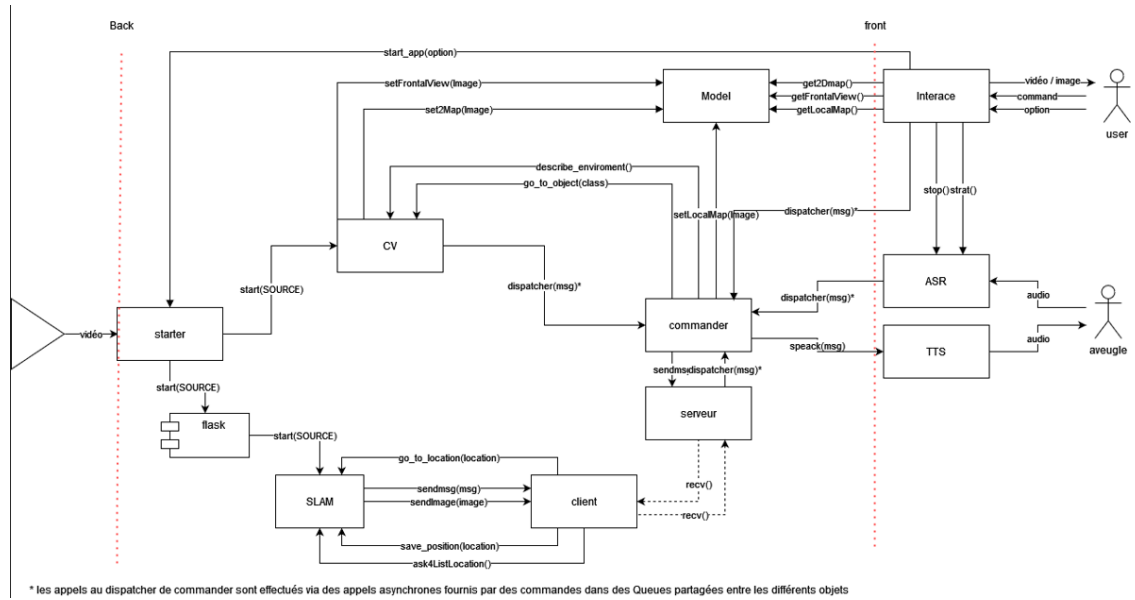 Back
front
start_app(option)
setFrontalView(Image)
set2Map(Image)
Model
get2Dmap()
getFrontalView()
getLocalMap()
Interace
vidéo / image
command
option
user
describe_enviroment()
go_to_object(class)
setLocalMap(Image)
dispatcher(msg)*
stop()
strat()
CV
start(SOURCE)
dispatcher(msg)*
dispatcher(msg)*
ASR
audio
vidéo
starter
commander
speack(msg)
TTS
audio
aveugle
start(SOURCE)
sendms
dispatcher(msg)*
flask
start(SOURCE)
serveur
go_to_location(location)
SLAM
sendmsg(msg)
sendImage(image)
client
recv()
recv()
save_position(location)
ask4ListLocation()
* les appels au dispatcher de commander sont effectués via des appels asynchrones fournis par des commandes dans des Queues partagées entre les différents objets